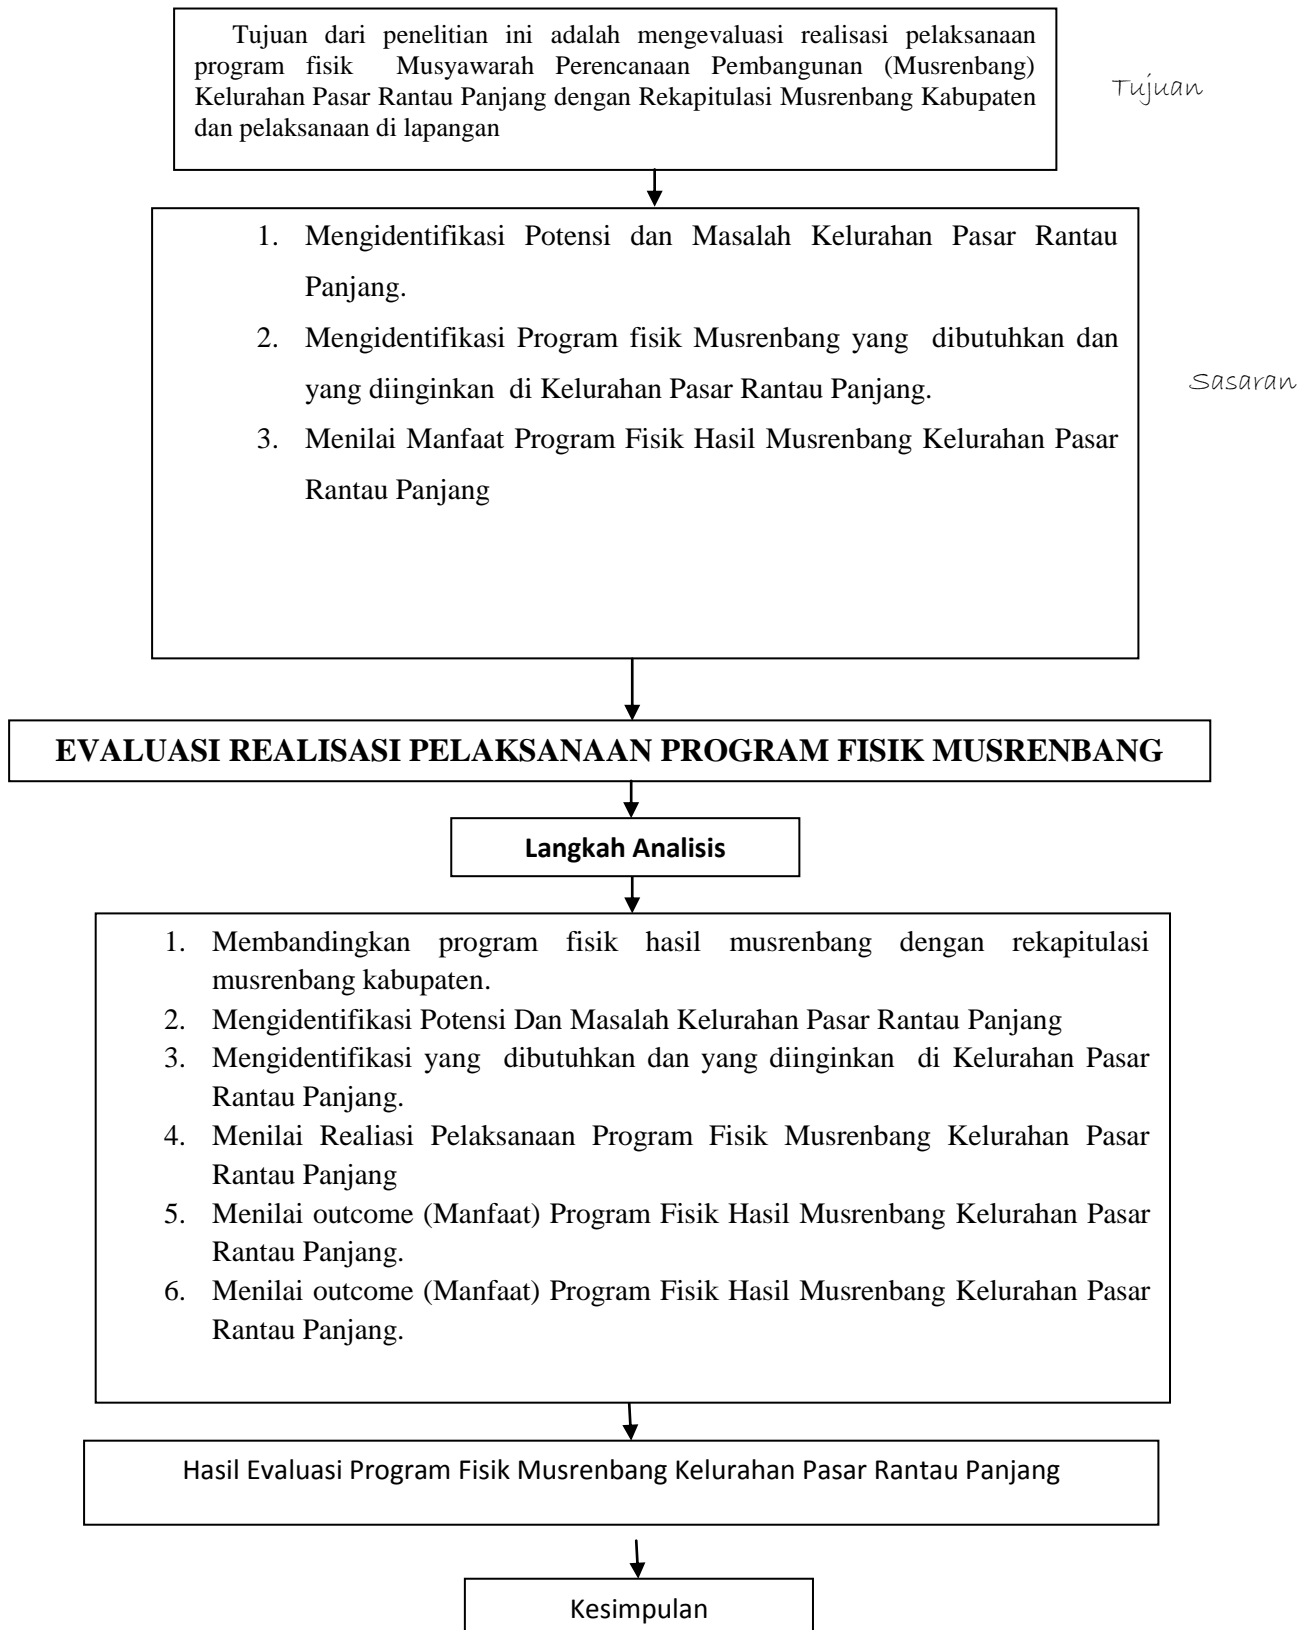 Tujuan dari penelitian ini adalah mengevaluasi realisasi pelaksanaan
program fisik Musyawarah Perencanaan Pembangunan (Musrenbang)
Kelurahan Pasar Rantau Panjang dengan Rekapitulasi Musrenbang Kabupaten
dan pelaksanaan di lapangan
Tujuan
1. Mengidentifikasi Potensi dan Masalah Kelurahan Pasar Rantau
Panjang.
2. Mengidentifikasi Program fisik Musrenbang yang dibutuhkan dan
yang diinginkan di Kelurahan Pasar Rantau Panjang.
3. Menilai Manfaat Program Fisik Hasil Musrenbang Kelurahan Pasar
Rantau Panjang
Sasaran
EVALUASI REALISASI PELAKSANAAN PROGRAM FISIK MUSRENBANG
Langkah Analisis
1. Membandingkan program fisik hasil musrenbang dengan rekapitulasi
musrenbang kabupaten.
2. Mengidentifikasi Potensi Dan Masalah Kelurahan Pasar Rantau Panjang
3. Mengidentifikasi yang dibutuhkan dan yang diinginkan di Kelurahan Pasar
Rantau Panjang.
4. Menilai Realiasi Pelaksanaan Program Fisik Musrenbang Kelurahan Pasar
Rantau Panjang
5. Menilai outcome (Manfaat) Program Fisik Hasil Musrenbang Kelurahan Pasar
Rantau Panjang.
6. Menilai outcome (Manfaat) Program Fisik Hasil Musrenbang Kelurahan Pasar
Rantau Panjang.
Hasil Evaluasi Program Fisik Musrenbang Kelurahan Pasar Rantau Panjang
Kesimpulan